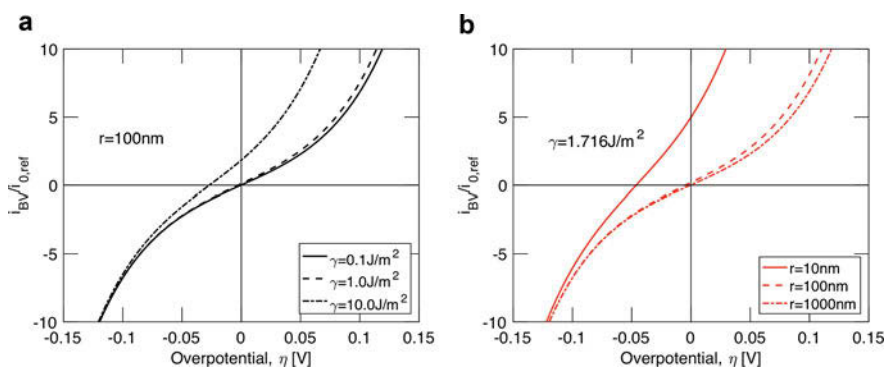 a
10
5
0
-5
-10
i_BV/i_0,ref
r=100nm
γ=0.1J/m²
γ=1.0J/m²
γ=10.0J/m²
-0.15 -0.1 -0.05 0 0.05 0.1 0.15
Overpotential, η [V]
b
10
5
0
-5
-10
i_BV/i_0,ref
γ=1.716J/m²
r=10nm
r=100nm
r=1000nm
-0.15 -0.1 -0.05 0 0.05 0.1 0.15
Overpotential, η [V]